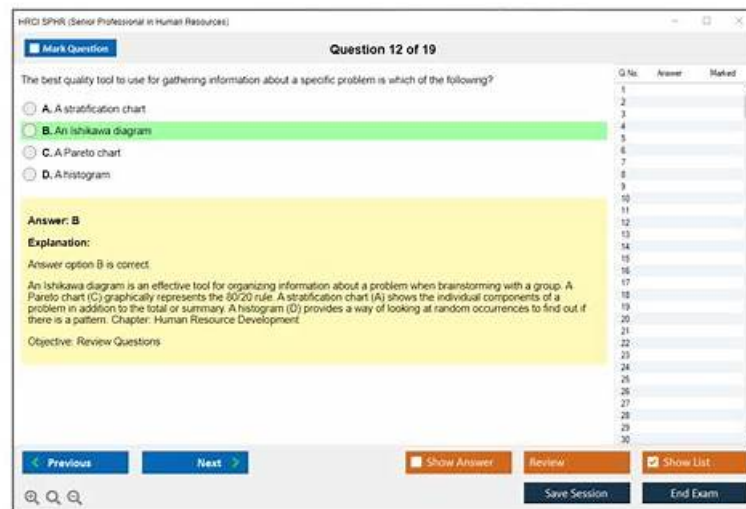 HRCI SPHR (Senior Professional in Human Resources)
Mark Question
Question 12 of 19
The best quality tool to use for gathering information about a specific problem is which of the following?
A. A stratification chart
B. An Ishikawa diagram
C. A Pareto chart
D. A histogram
Answer: B
Explanation:
Answer option B is correct.
An Ishikawa diagram is an effective tool for organizing information about a problem when brainstorming with a group. A
Pareto chart (C) graphically represents the 80/20 rule. A stratification chart (A) shows the individual components of a
problem in addition to the total or summary. A histogram (D) provides a way of looking at random occurrences to find out if
there is a pattern. Chapter: Human Resource Development
Objective: Review Questions
Q.No. Answer Marked
1
2
3
4
5
6
7
8
9
10
11
12
13
14
15
16
17
18
19
20
21
22
23
24
25
26
27
28
29
30
Previous
Next
Show Answer
Review
Show List
Save Session
End Exam